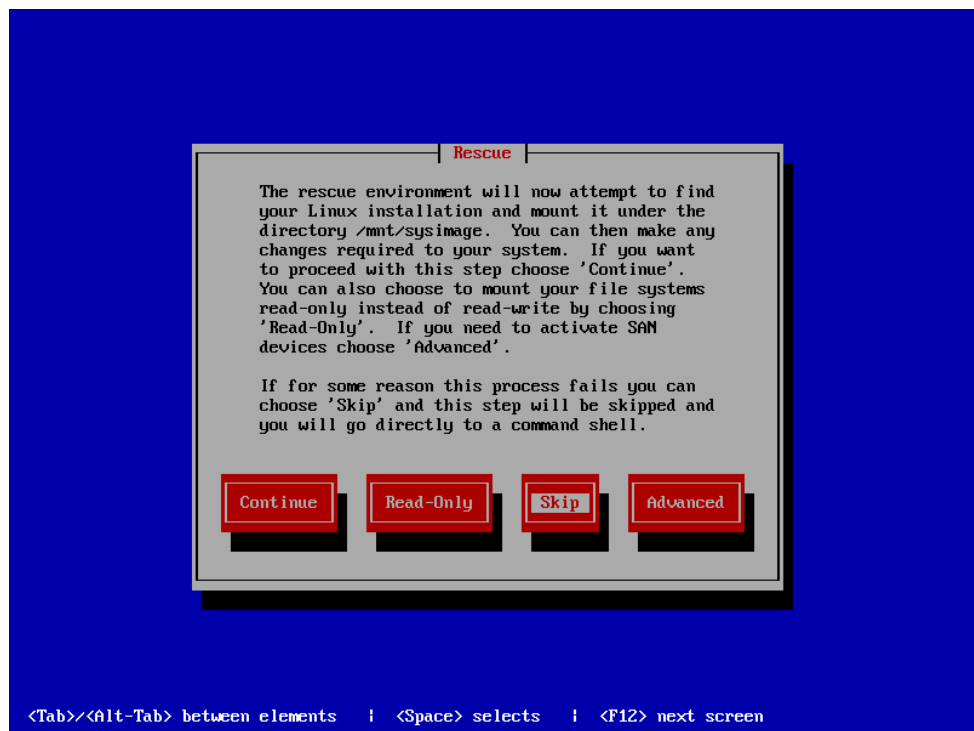 Rescue
The rescue environment will now attempt to find
your Linux installation and mount it under the
directory /mnt/sysimage.  You can then make any
changes required to your system.  If you want
to proceed with this step choose 'Continue'.
You can also choose to mount your file systems
read-only instead of read-write by choosing
'Read-Only'.  If you need to activate SAN
devices choose 'Advanced'.
If for some reason this process fails you can
choose 'Skip' and this step will be skipped and
you will go directly to a command shell.
Continue Read-Only Skip Advanced
<Tab>/<Alt-Tab> between elements   |  <Space> selects   |  <F12> next screen